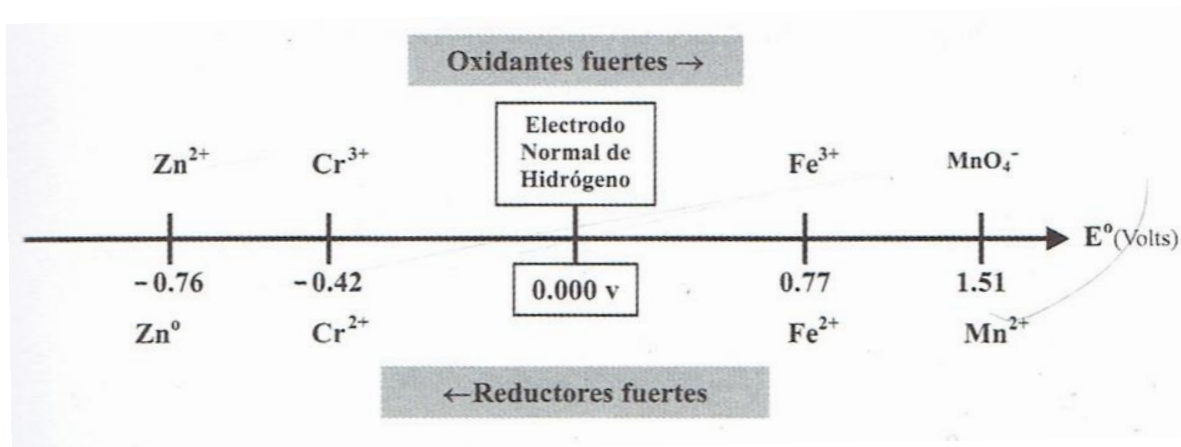 Oxidantes fuertes →
Electrodo
Normal de
Hidrógeno
Zn²⁺ Cr³⁺ Fe³⁺ MnO₄⁻
E°(Volts)
−0.76 −0.42 0.000 v 0.77 1.51
Zn° Cr²⁺ Fe²⁺ Mn²⁺
←Reductores fuertes